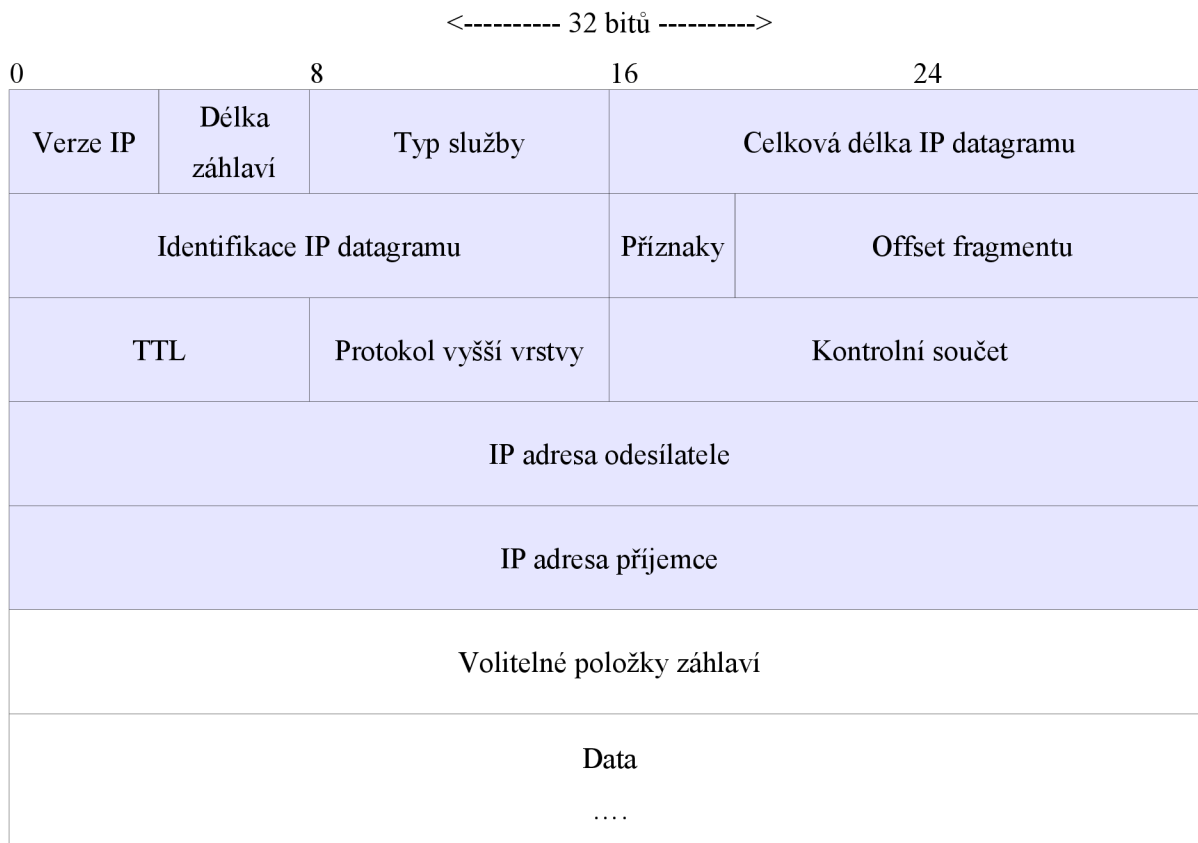 <---------- 32 bitů ---------->
0 8 16 24
Verze IP
Délka
záhlaví
Typ služby
Celková délka IP datagramu
Identifikace IP datagramu
Příznaky
Offset fragmentu
TTL
Protokol vyšší vrstvy
Kontrolní součet
IP adresa odesílatele
IP adresa příjemce
Volitelné položky záhlaví
Data
....